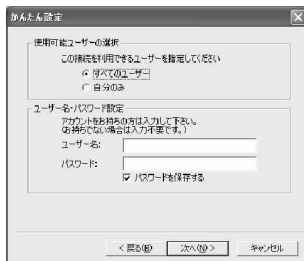 かんたん設定
使用可能ユーザーの選択
この接続を利用できるユーザーを指定してください
すべてのユーザー
自分のみ
ユーザー名・パスワード設定
アカウントをお持ちの方は入力して下さい。
(お持ちでない場合は入力不要です。)
ユーザー名:
パスワード:
パスワードを保存する
< 戻る(B)
次へ(N) >
キャンセル